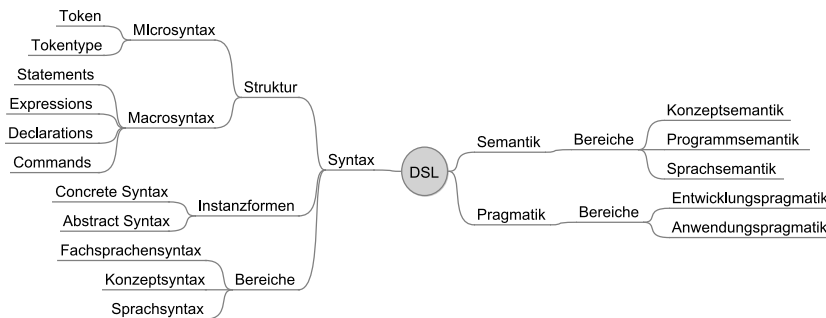 Token
Tokentype
MIcrosyntax
Statements
Expressions
Declarations
Commands
Macrosyntax
Struktur
Concrete Syntax
Abstract Syntax
Instanzformen
Fachsprachensyntax
Konzeptsyntax
Sprachsyntax
Bereiche
Syntax
DSL
Semantik
Bereiche
Konzeptsemantik
Programmsemantik
Sprachsemantik
Pragmatik
Bereiche
Entwicklungspragmatik
Anwendungspragmatik